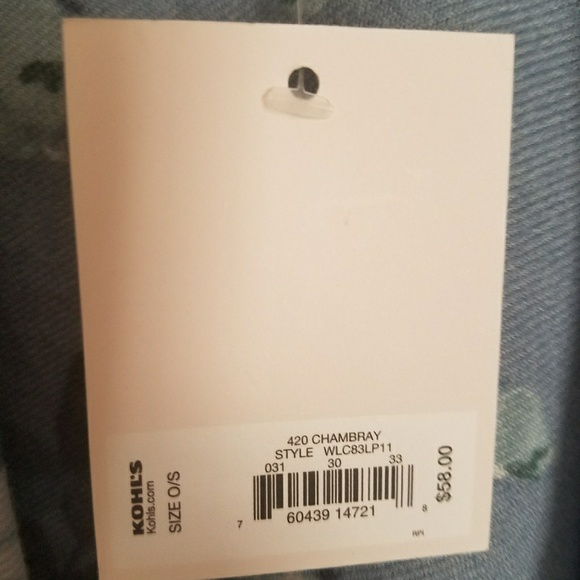 420 CHAMBRAY
STYLE WLC83LP11
031 30 33
7 60439 14721 8
KOHL'S
Kohls.com
SIZE O/S
$58.00